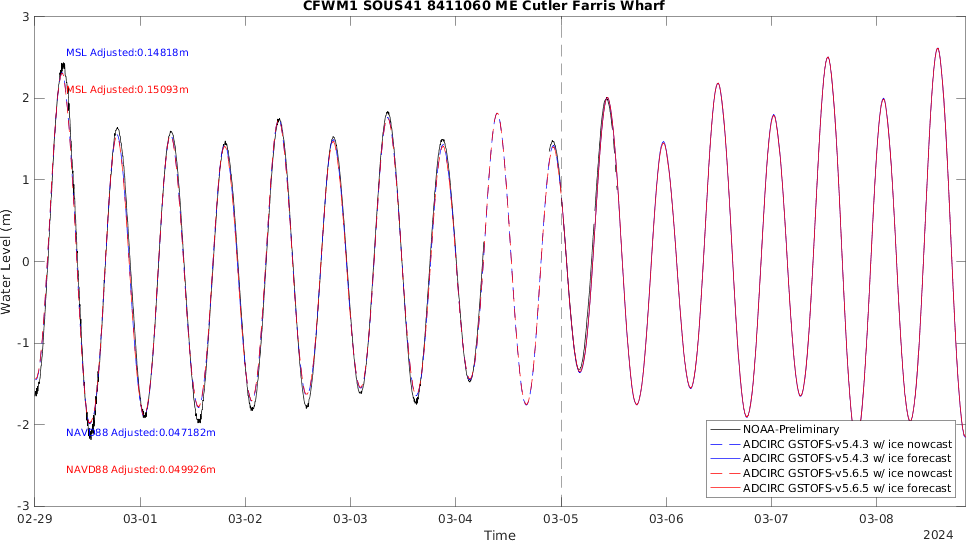 CFWM1 SOUS41 8411060 ME Cutler Farris Wharf
3
MSL Adjusted:0.14818m
MSL Adjusted:0.15093m
2
1
Water Level (m)
0
-1
-2
NAVD88 Adjusted:0.047182m
NAVD88 Adjusted:0.049926m
NOAA-Preliminary
ADCIRC GSTOFS-v5.4.3 w/ ice nowcast
ADCIRC GSTOFS-v5.4.3 w/ ice forecast
ADCIRC GSTOFS-v5.6.5 w/ ice nowcast
ADCIRC GSTOFS-v5.6.5 w/ ice forecast
-3
02-29 03-01 03-02 03-03 03-04 03-05 03-06 03-07 03-08
Time
2024